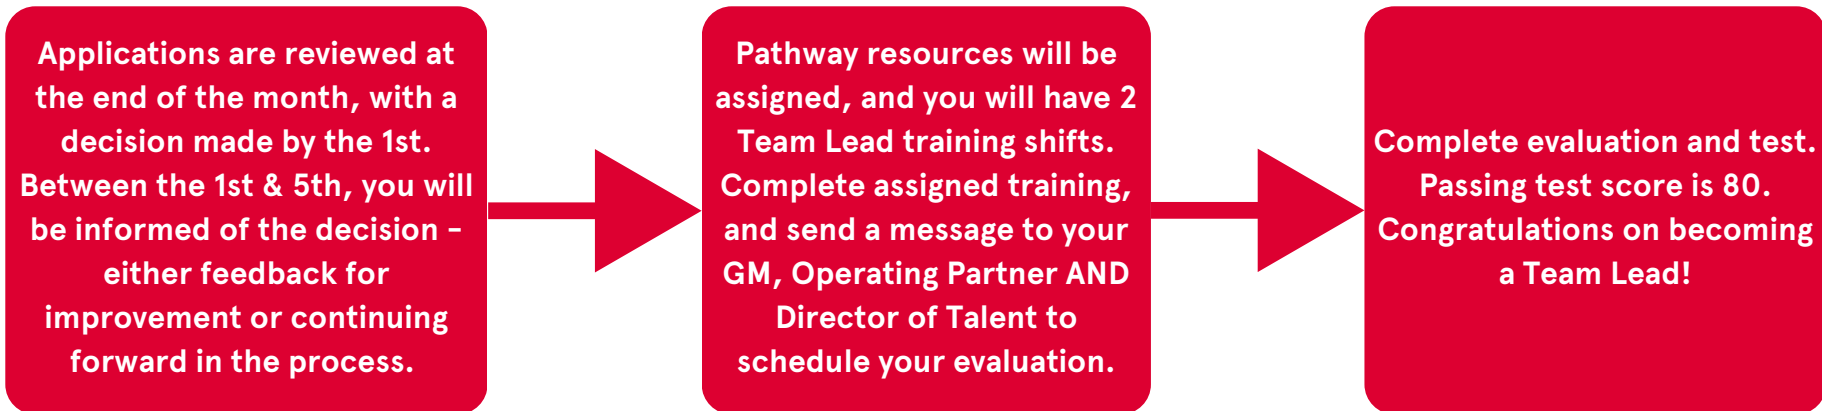 Applications are reviewed at
the end of the month, with a
decision made by the 1st.
Between the 1st & 5th, you will
be informed of the decision -
either feedback for
improvement or continuing
forward in the process.
Pathway resources will be
assigned, and you will have 2
Team Lead training shifts.
Complete assigned training,
and send a message to your
GM, Operating Partner AND
Director of Talent to
schedule your evaluation.
Complete evaluation and test.
Passing test score is 80.
Congratulations on becoming
a Team Lead!